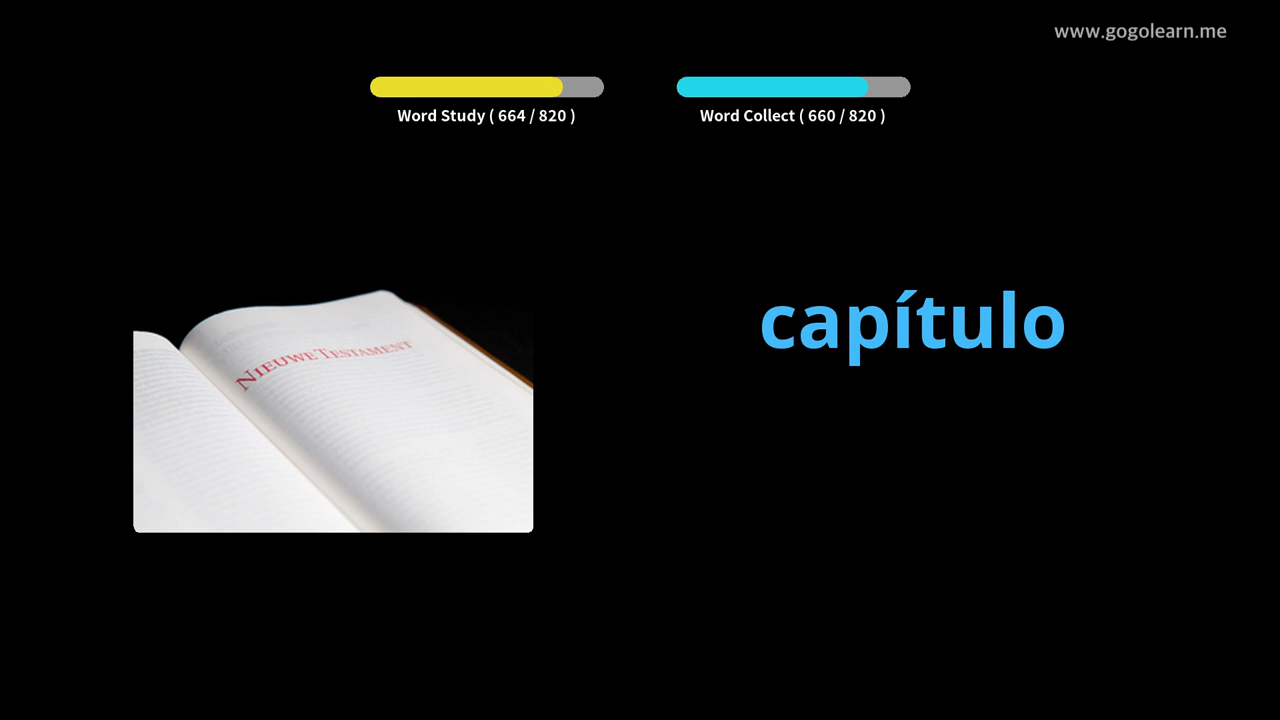 www.gogolearn.me
Word Study ( 664 / 820 )
Word Collect ( 660 / 820 )
NIEUWE TESTAMENT
capítulo